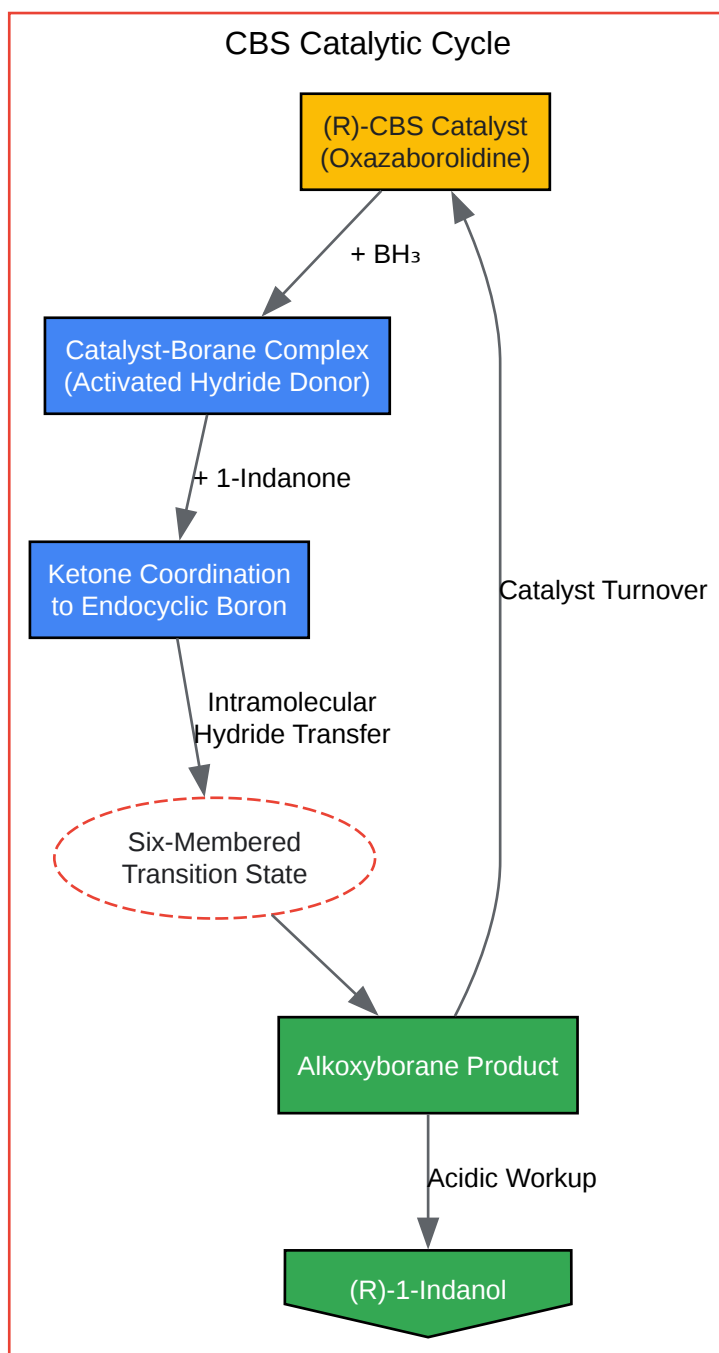 CBS Catalytic Cycle
(R)-CBS Catalyst
(Oxazaborolidine)
+ BH₃
Catalyst-Borane Complex
(Activated Hydride Donor)
+ 1-Indanone
Ketone Coordination
to Endocyclic Boron
Catalyst Turnover
Intramolecular
Hydride Transfer
Six-Membered
Transition State
Alkoxyborane Product
Acidic Workup
(R)-1-Indanol